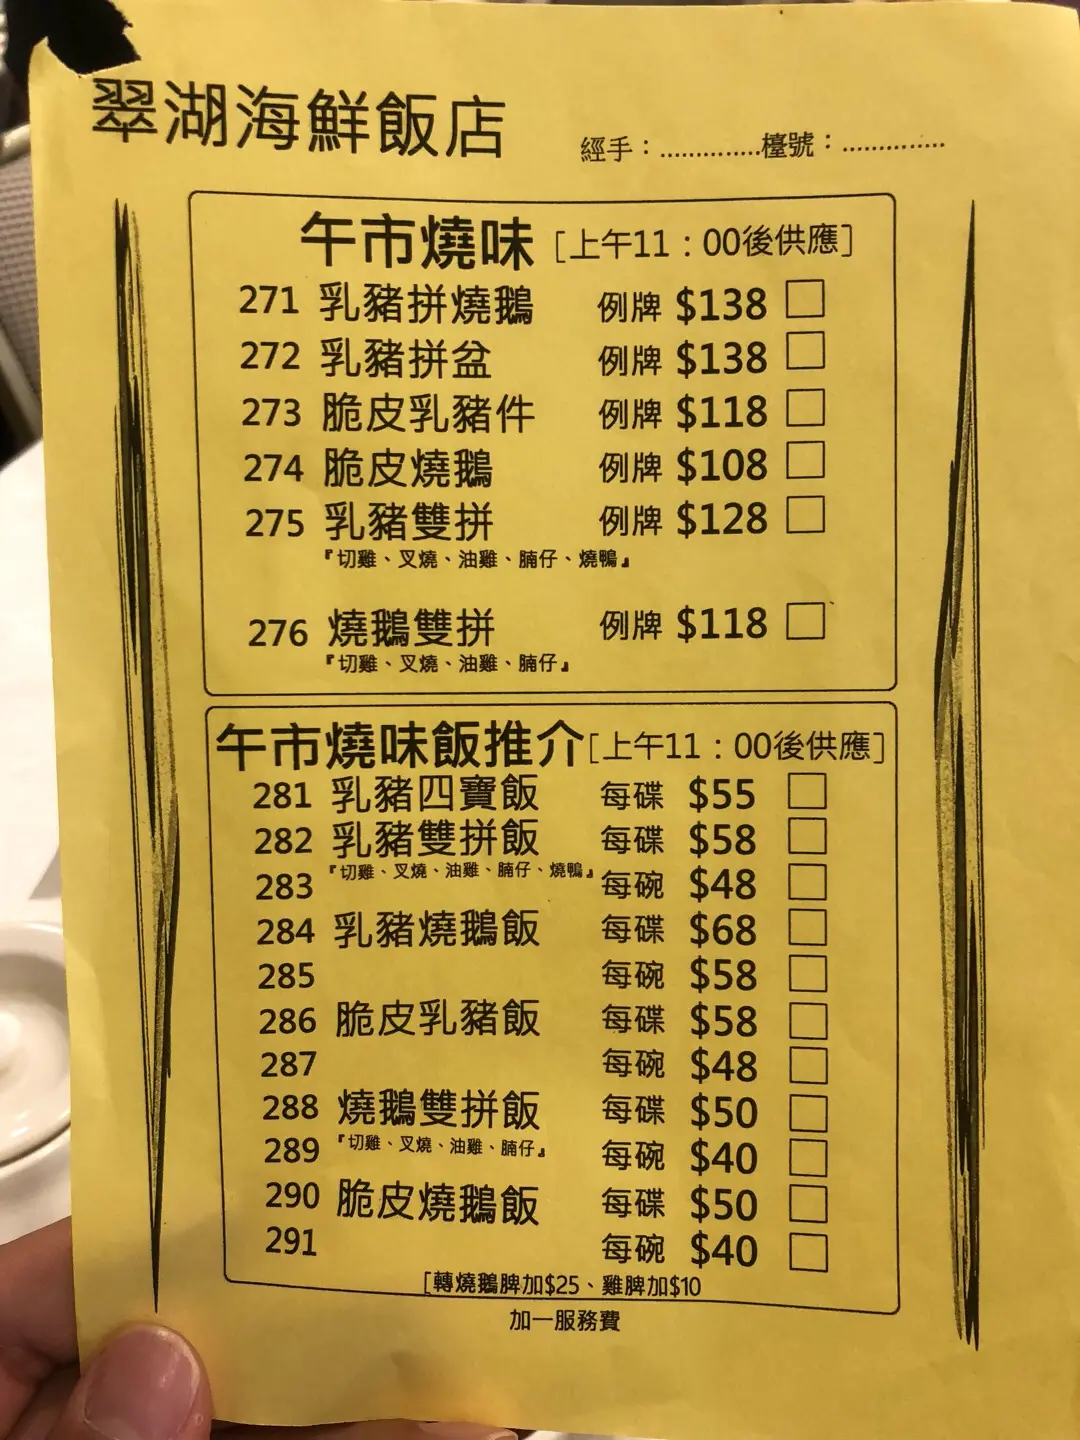 翠湖海鮮飯店
經手：..............檯號：..............
午市燒味［上午11：00後供應］
271 乳豬拼燒鵝 例牌 $138 □
272 乳豬拼盆 例牌 $138 □
273 脆皮乳豬件 例牌 $118 □
274 脆皮燒鵝 例牌 $108 □
275 乳豬雙拼 例牌 $128 □
『切雞、叉燒、油雞、腩仔、燒鴨』
276 燒鵝雙拼 例牌 $118 □
『切雞、叉燒、油雞、腩仔』
午市燒味飯推介［上午11：00後供應］
281 乳豬四寶飯 每碟 $55 □
282 乳豬雙拼飯 每碟 $58 □
『切雞、叉燒、油雞、腩仔、燒鴨』
283 每碗 $48 □
284 乳豬燒鵝飯 每碟 $68 □
285 每碗 $58 □
286 脆皮乳豬飯 每碟 $58 □
287 每碗 $48 □
288 燒鵝雙拼飯 每碟 $50 □
289 『切雞、叉燒、油雞、腩仔』 每碗 $40 □
290 脆皮燒鵝飯 每碟 $50 □
291 每碗 $40 □
［轉燒鵝脾加$25、雞脾加$10
加一服務費